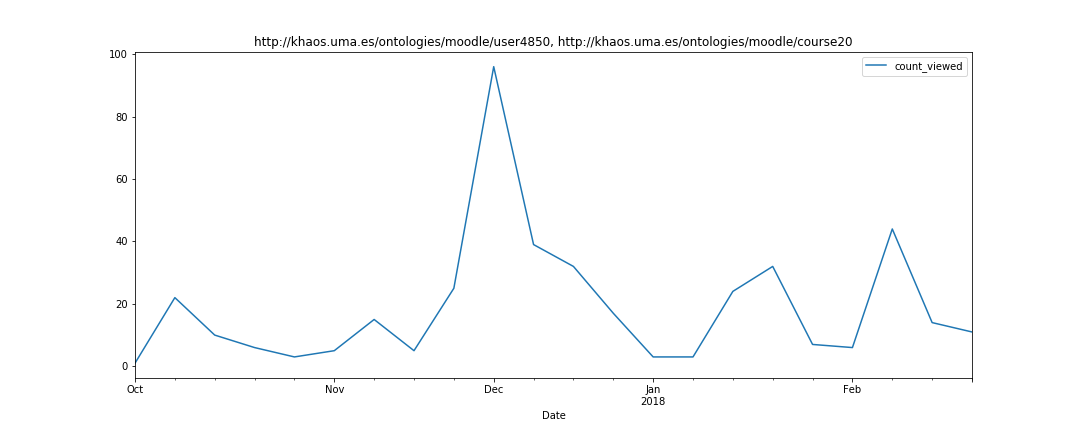 http://khaos.uma.es/ontologies/moodle/user4850, http://khaos.uma.es/ontologies/moodle/course20
count_viewed
100
80
60
40
20
0
Oct Nov Dec Jan Feb
2018
Date